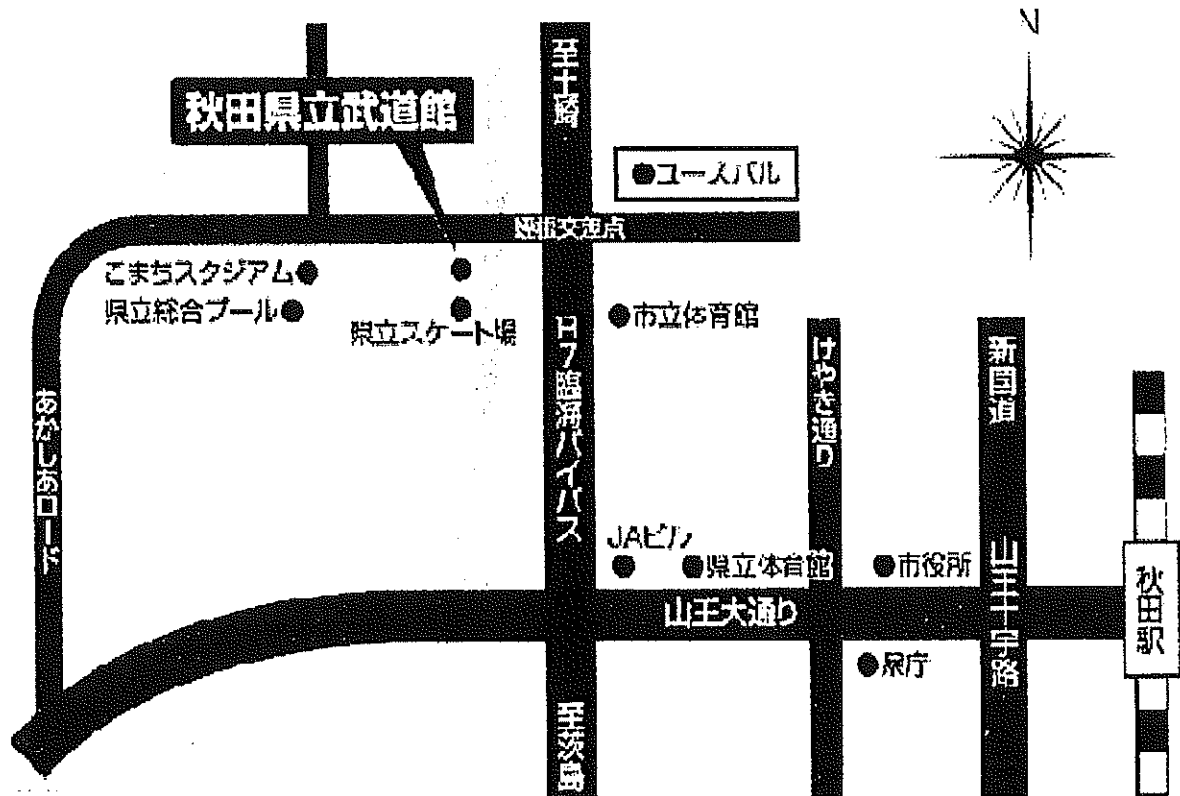 N
至土崎
秋田県立武道館
●ユースパル
こまちスタジアム●
県立総合プール●
県立スケート場
●市立体育館
R7臨海バイパス
けやき通り
新国道
あかしあロード
JAビル
●県立体育館
●市役所
山王大通り
山王十字路
秋田駅
●県庁
至茨島